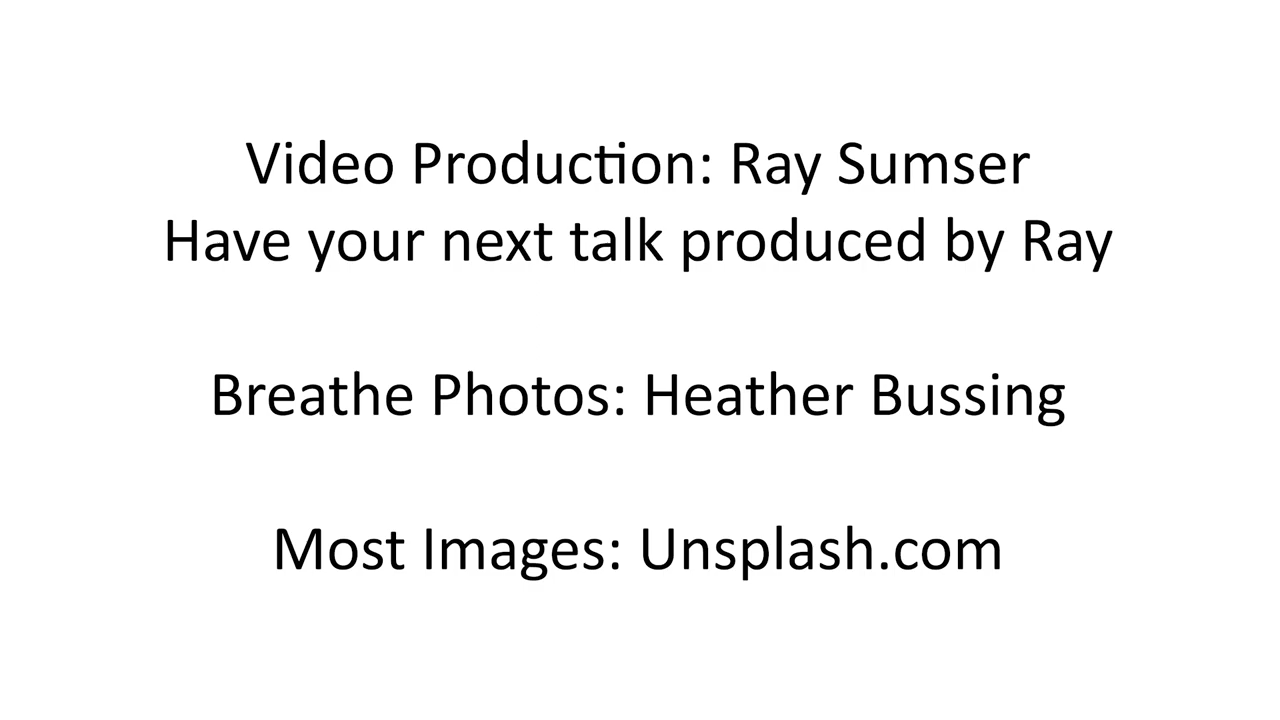 Video Production: Ray Sumser
Have your next talk produced by Ray
Breathe Photos: Heather Bussing
Most Images: Unsplash.com